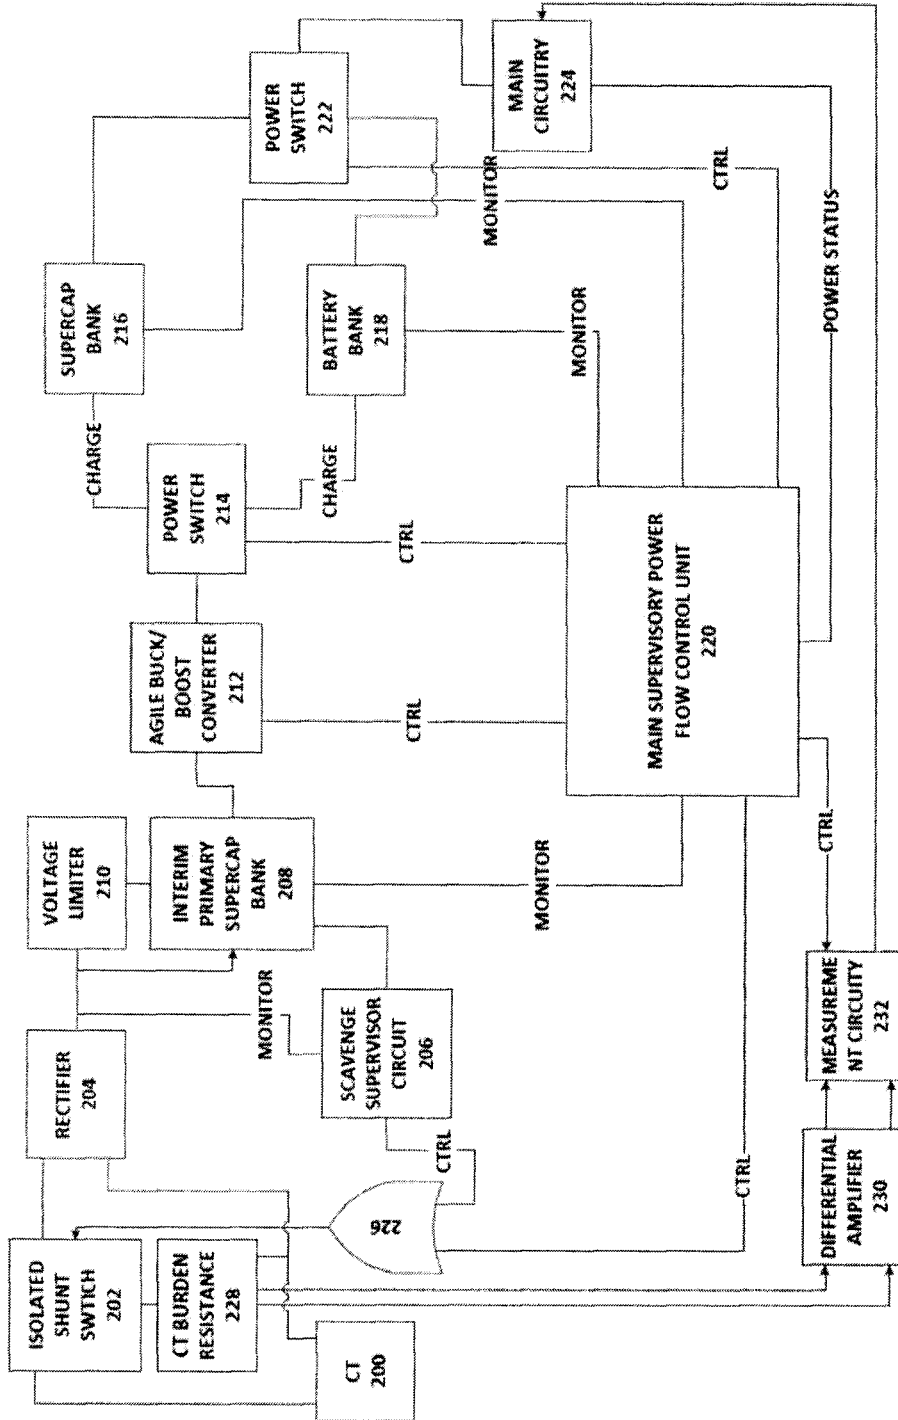 ISOLATED
SHUNT
SWTICH
202
CT BURDEN
RESISTANCE
228
CT
200
RECTIFIER
204
226
CTRL
MONITOR
SCAVENGE
SUPERVISOR
CIRCUIT
206
VOLTAGE
LIMITER
210
INTERIM
PRIMARY
SUPERCAP
BANK
208
MONITOR
CTRL
DIFFERENTIAL
AMPLIFIER
230
MEASUREME
NT CIRCUITY
232
CTRL
AGILE BUCK/
BOOST
CONVERTER
212
CTRL
POWER
SWITCH
214
CTRL
CHARGE
CHARGE
SUPERCAP
BANK
216
BATTERY
BANK
218
MONITOR
MONITOR
MAIN SUPERVISORY POWER
FLOW CONTROL UNIT
220
POWER
SWITCH
222
CTRL
MAIN
CIRCUITRY
224
POWER STATUS